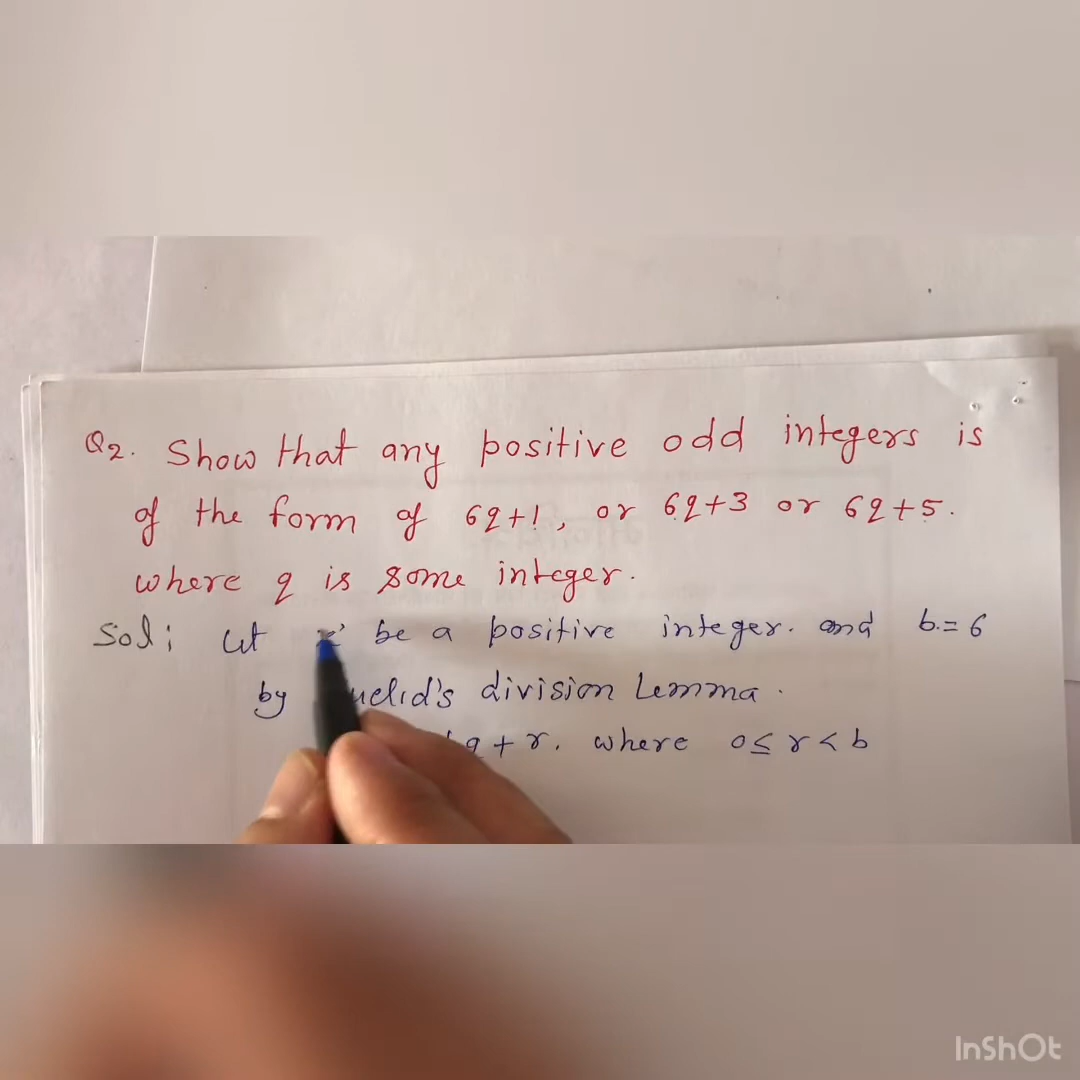 Q2. Show that any positive odd integers is
of the form of 6q+1, or 6q+3 or 6q+5.
where q is some integer.
Sol; Let be a positive integer. and b.=6
by division Lemma.
q+r. where 0≤r<b
InShOt